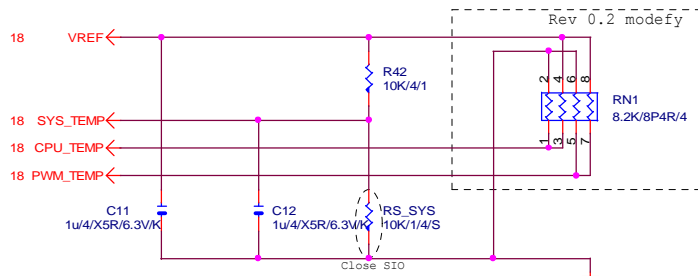 Rev 0.2 modefy
18 VREF
R42
10K/4/1
2 4 6 8
RN1
8.2K/8P4R/4
18 SYS_TEMP
1 3 5 7
18 CPU_TEMP
18 PWM_TEMP
C11
1u/4/X5R/6.3V/K
C12
1u/4/X5R/6.3V/K
RS_SYS
10K/1/4/S
Close SIO